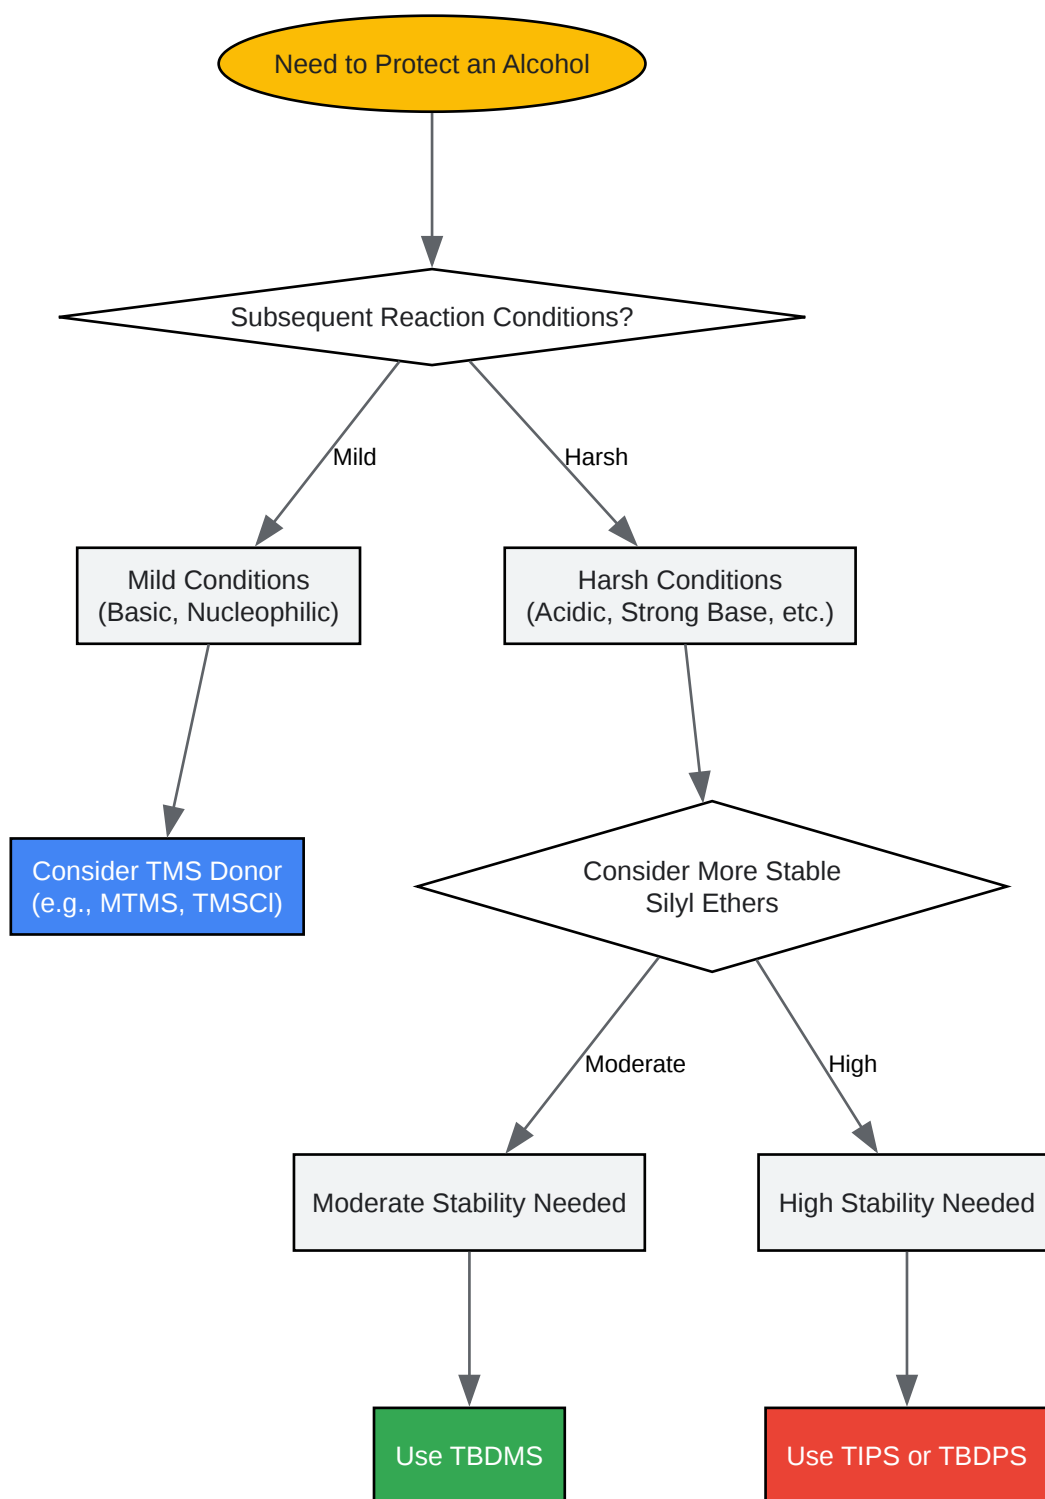 Need to Protect an Alcohol
Subsequent Reaction Conditions?
Mild
Harsh
Mild Conditions
(Basic, Nucleophilic)
Harsh Conditions
(Acidic, Strong Base, etc.)
Consider TMS Donor
(e.g., MTMS, TMSCl)
Consider More Stable
Silyl Ethers
Moderate
High
Moderate Stability Needed
High Stability Needed
Use TBDMS
Use TIPS or TBDPS